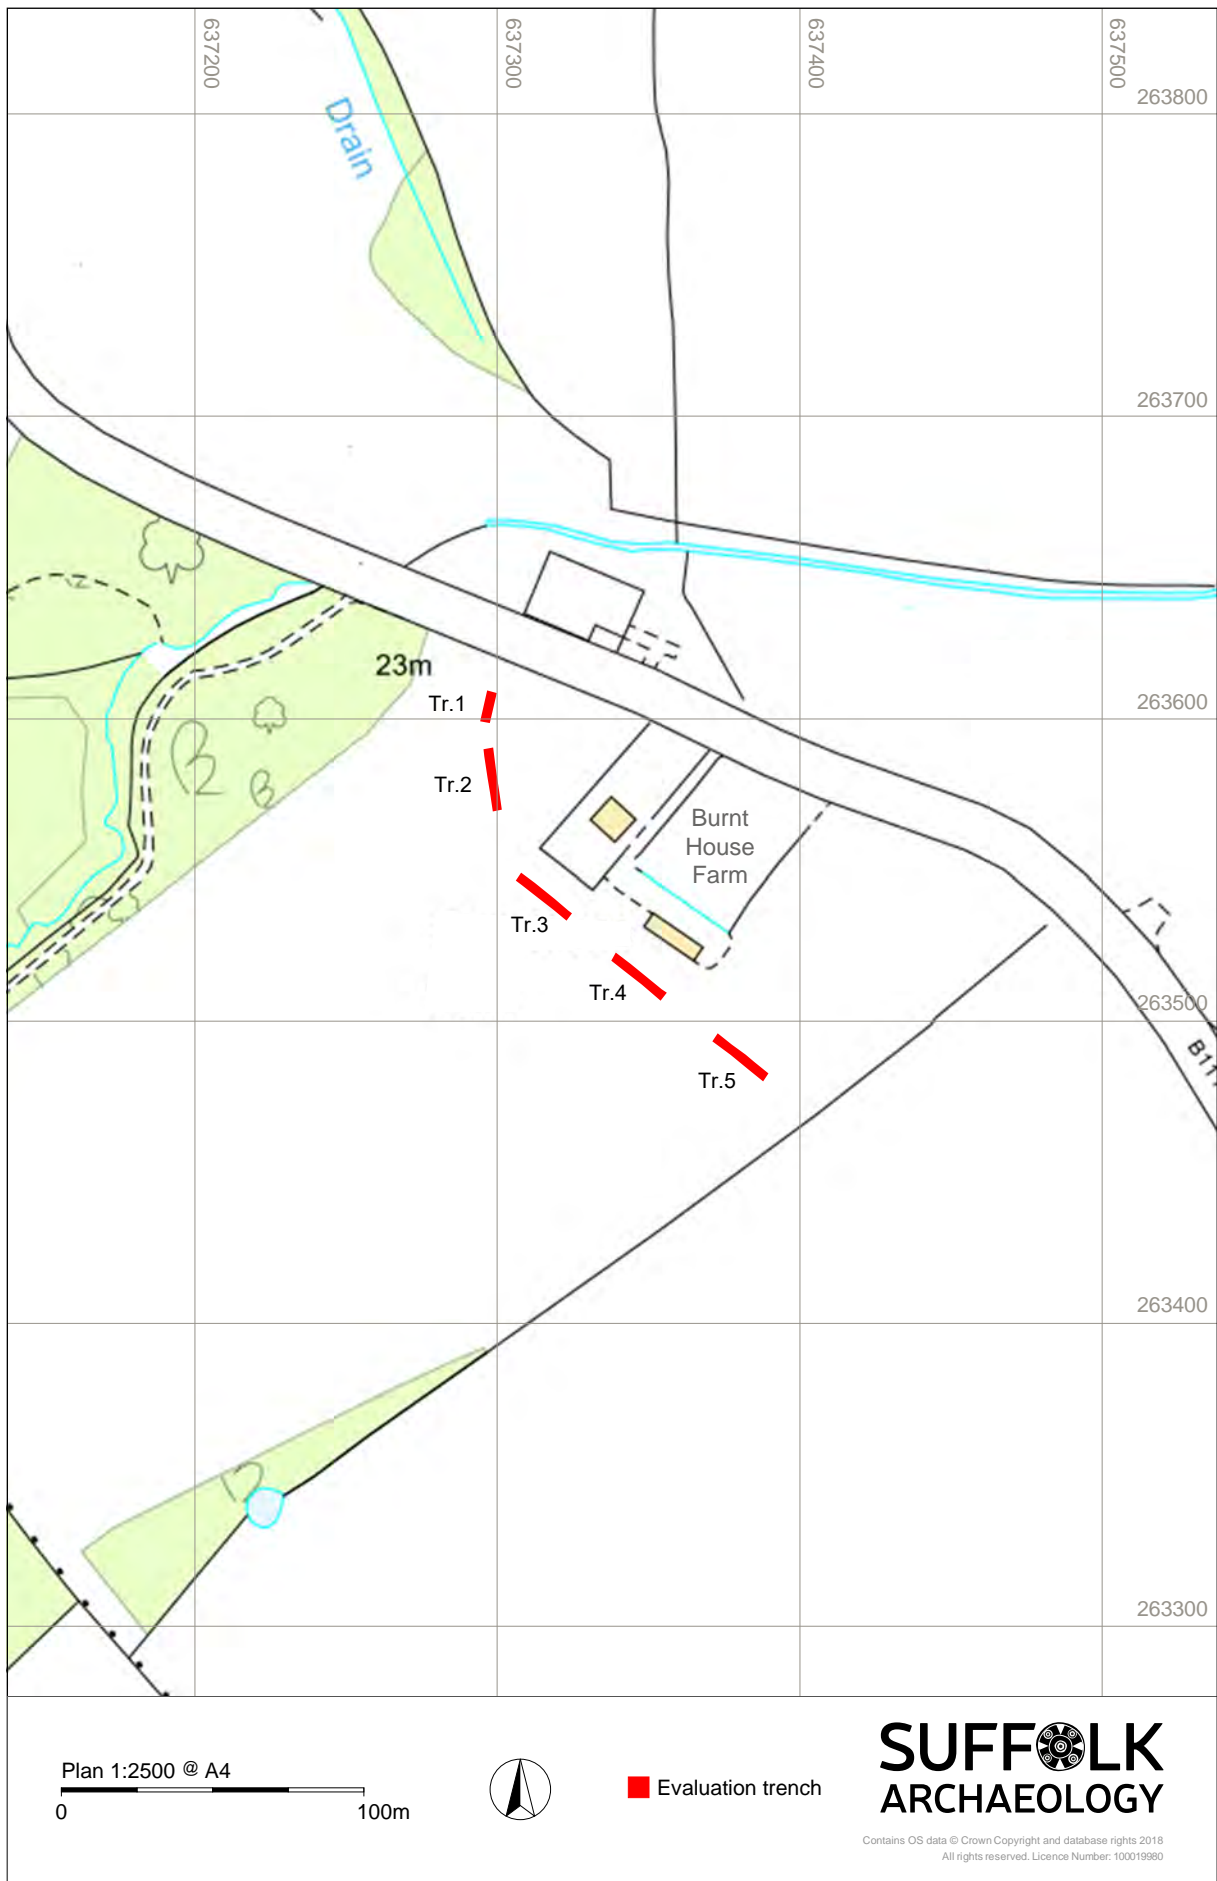 637200
637300
637400
637500
263800
Drain
263700
23m
Tr.1
263600
Tr.2
Burnt
House
Farm
Tr.3
Tr.4
263500
B111
Tr.5
263400
263300
Plan 1:2500 @ A4
0 100m
Evaluation trench
SUFFOLK
ARCHAEOLOGY
Contains OS data © Crown Copyright and database rights 2018
All rights reserved. Licence Number: 100019980